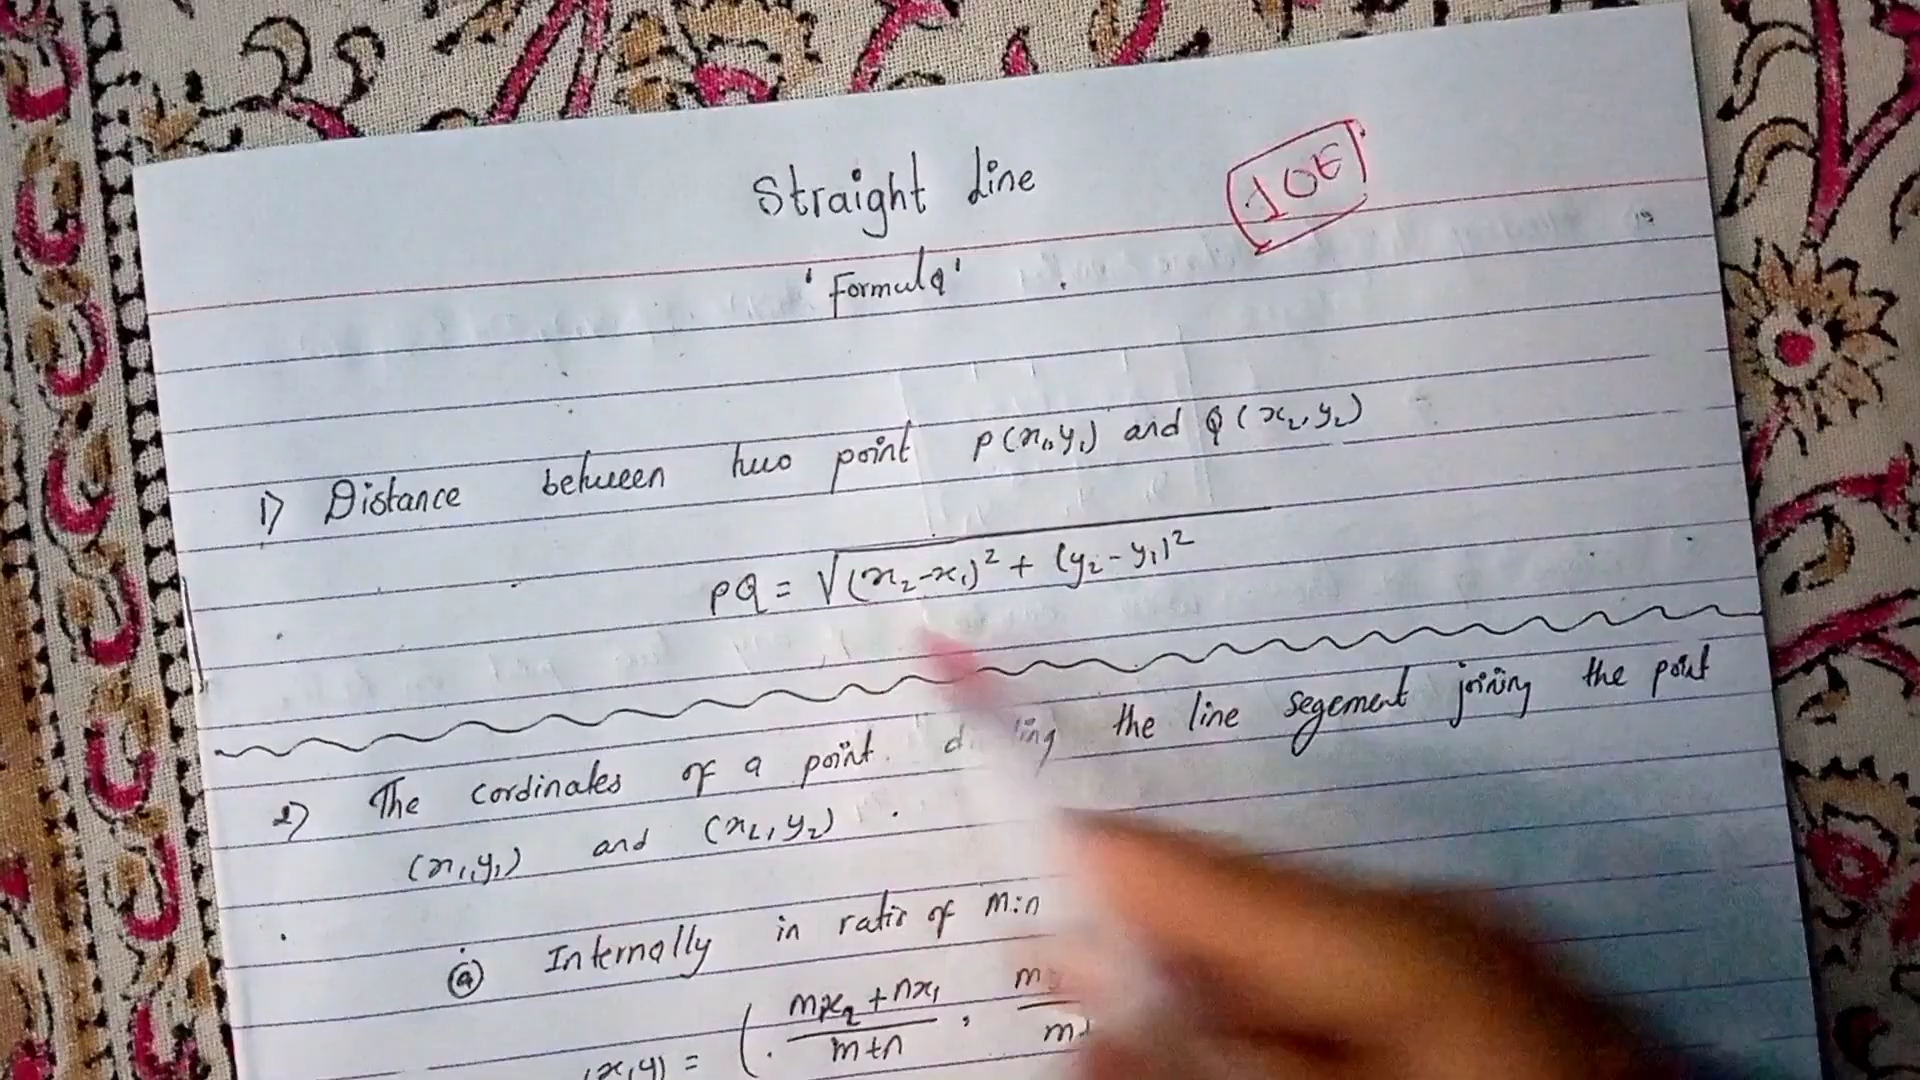 Straight Line
JOE
'Formula'
1) Distance between two point P(x₁,y₁) and Q(x₂,y₂)
PQ = √(x₂-x₁)² + (y₂-y₁)²
2) The cordinates of a point the line segement joining the point
(x₁,y₁) and (x₂,y₂).
(a) Internally in ratio of m:n
(x,y) = ( mx₂+nx₁ / m+n ,